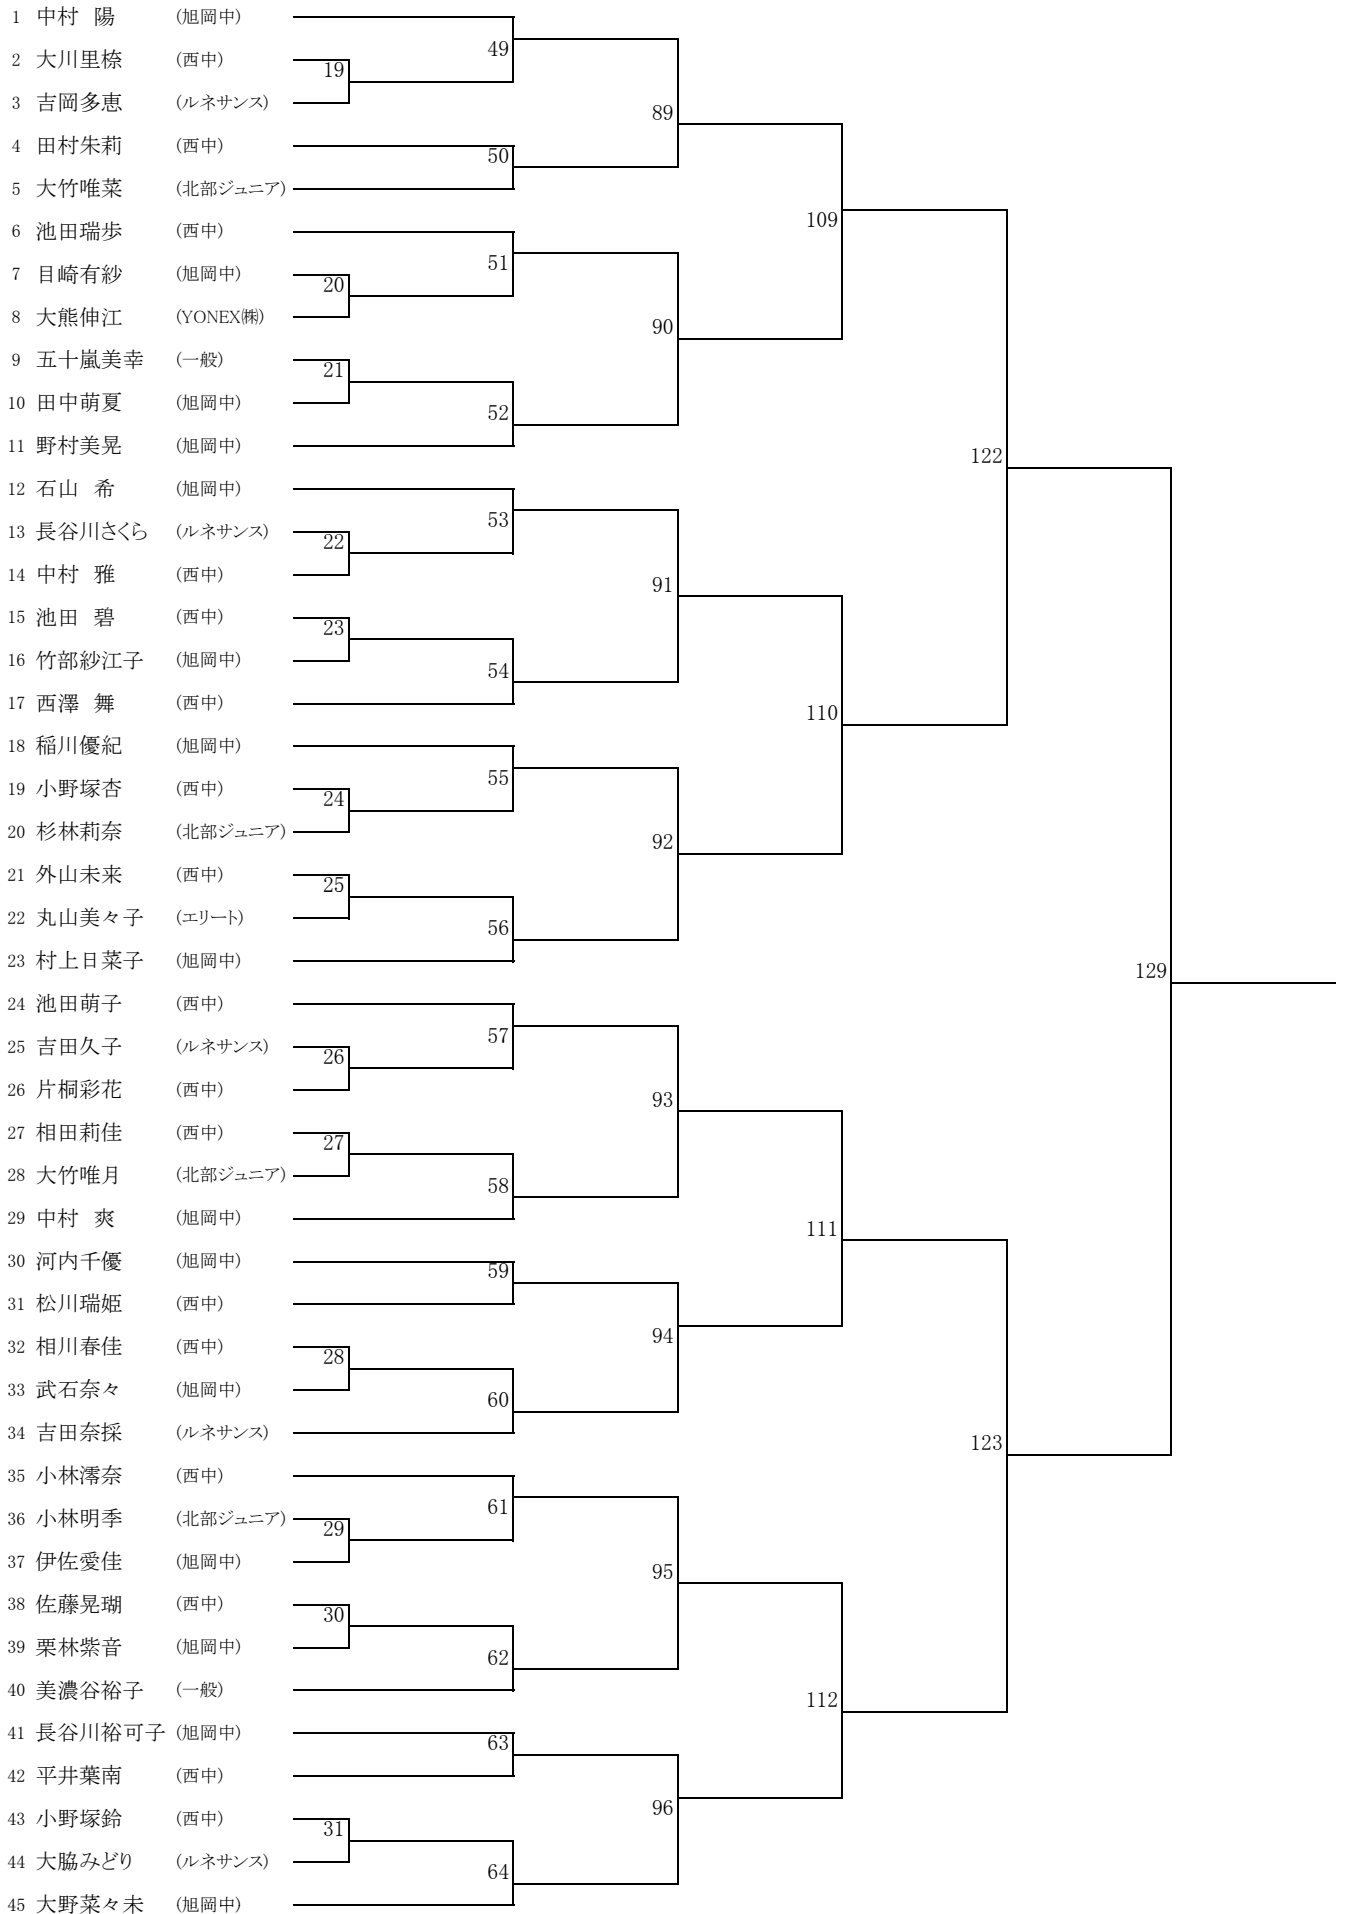 1 中村 陽 (旭岡中)
49
2 大川里椋 (西中)
19
3 吉岡多恵 (ルネサンス)
89
4 田村朱莉 (西中)
50
5 大竹唯菜 (北部ジュニア)
109
6 池田瑞歩 (西中)
51
7 目崎有紗 (旭岡中)
20
8 大熊伸江 (YONEX㈱)
90
9 五十嵐美幸 (一般)
21
10 田中萌夏 (旭岡中)
52
11 野村美晃 (旭岡中)
122
12 石山 希 (旭岡中)
53
13 長谷川さくら (ルネサンス)
22
14 中村 雅 (西中)
91
15 池田 碧 (西中)
23
16 竹部紗江子 (旭岡中)
54
17 西澤 舞 (西中)
110
18 稲川優紀 (旭岡中)
55
19 小野塚杏 (西中)
24
20 杉林莉奈 (北部ジュニア)
92
21 外山未来 (西中)
25
22 丸山美々子 (エリート)
56
23 村上日菜子 (旭岡中)
129
24 池田萌子 (西中)
57
25 吉田久子 (ルネサンス)
26
26 片桐彩花 (西中)
93
27 相田莉佳 (西中)
27
28 大竹唯月 (北部ジュニア)
58
29 中村 爽 (旭岡中)
111
30 河内千優 (旭岡中)
59
31 松川瑞姫 (西中)
94
32 相川春佳 (西中)
28
33 武石奈々 (旭岡中)
60
34 吉田奈採 (ルネサンス)
123
35 小林澪奈 (西中)
61
36 小林明季 (北部ジュニア)
29
37 伊佐愛佳 (旭岡中)
95
38 佐藤晃瑚 (西中)
30
39 栗林紫音 (旭岡中)
62
40 美濃谷裕子 (一般)
112
41 長谷川裕可子 (旭岡中)
63
42 平井葉南 (西中)
96
43 小野塚鈴 (西中)
31
44 大脇みどり (ルネサンス)
64
45 大野菜々未 (旭岡中)